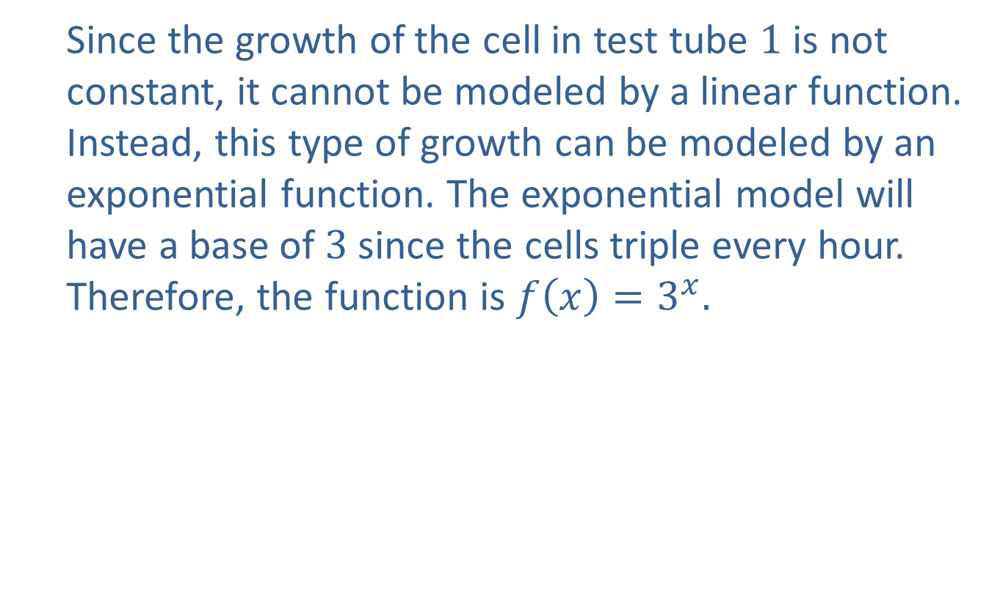 Since the growth of the cell in test tube 1 is not
constant, it cannot be modeled by a linear function.
Instead, this type of growth can be modeled by an
exponential function. The exponential model will
have a base of 3 since the cells triple every hour.
Therefore, the function is 𝑓(𝑥) = 3ˣ.